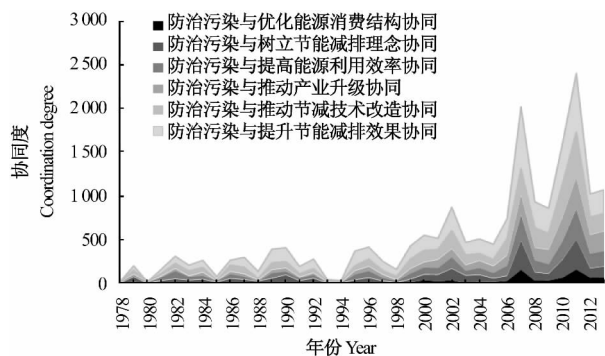 3 000
2 500
2 000
1 500
1 000
500
0
协同度
Coordination degree
防治污染与优化能源消费结构协同
防治污染与树立节能减排理念协同
防治污染与提高能源利用效率协同
防治污染与推动产业升级协同
防治污染与推动节减技术改造协同
防治污染与提升节能减排效果协同
1978
1980
1982
1984
1986
1988
1990
1992
1994
1996
1998
2000
2002
2004
2006
2008
2010
2012
年份 Year